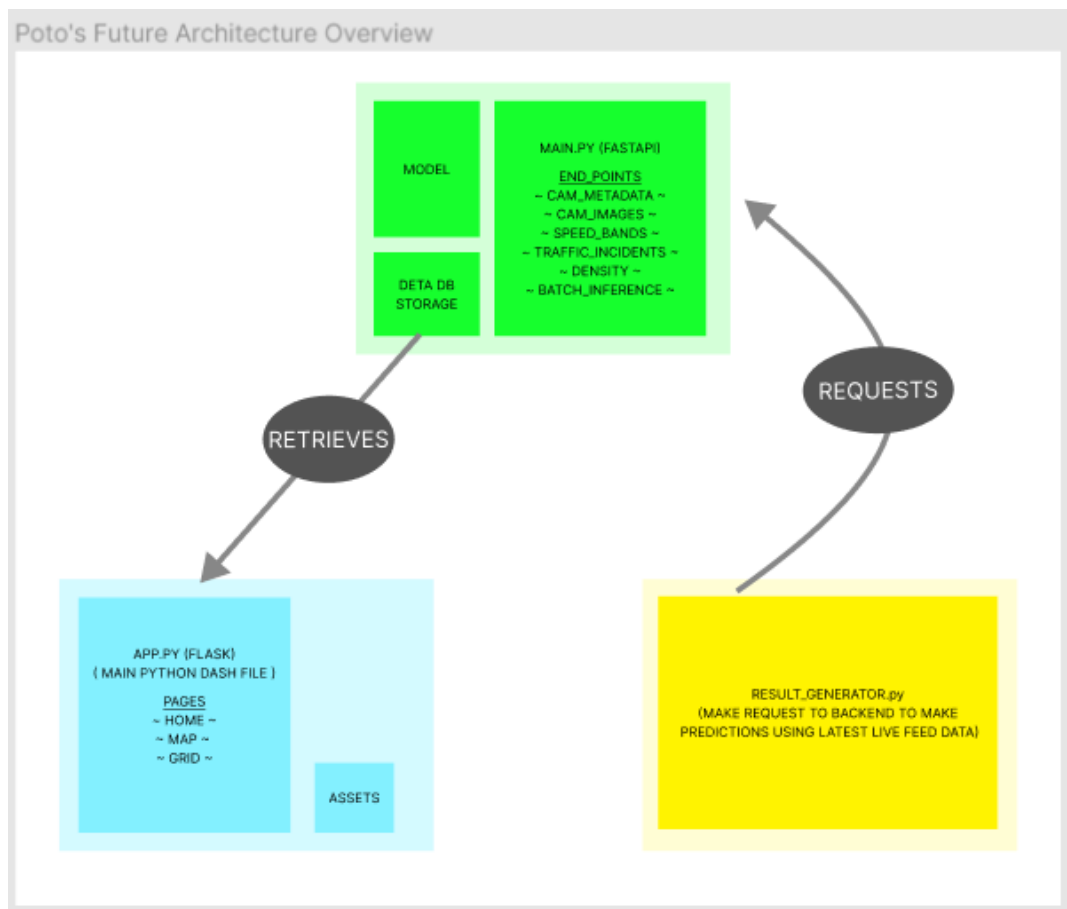 Poto's Future Architecture Overview
MODEL
DETA DB
STORAGE
MAIN.PY (FASTAPI)
END_POINTS
~ CAM_METADATA ~
~ CAM_IMAGES ~
~ SPEED_BANDS ~
~ TRAFFIC_INCIDENTS ~
~ DENSITY ~
~ BATCH_INFERENCE ~
RETRIEVES
REQUESTS
APP.PY (FLASK)
( MAIN PYTHON DASH FILE )
PAGES
~ HOME ~
~ MAP ~
~ GRID ~
ASSETS
RESULT_GENERATOR.py
(MAKE REQUEST TO BACKEND TO MAKE
PREDICTIONS USING LATEST LIVE FEED DATA)